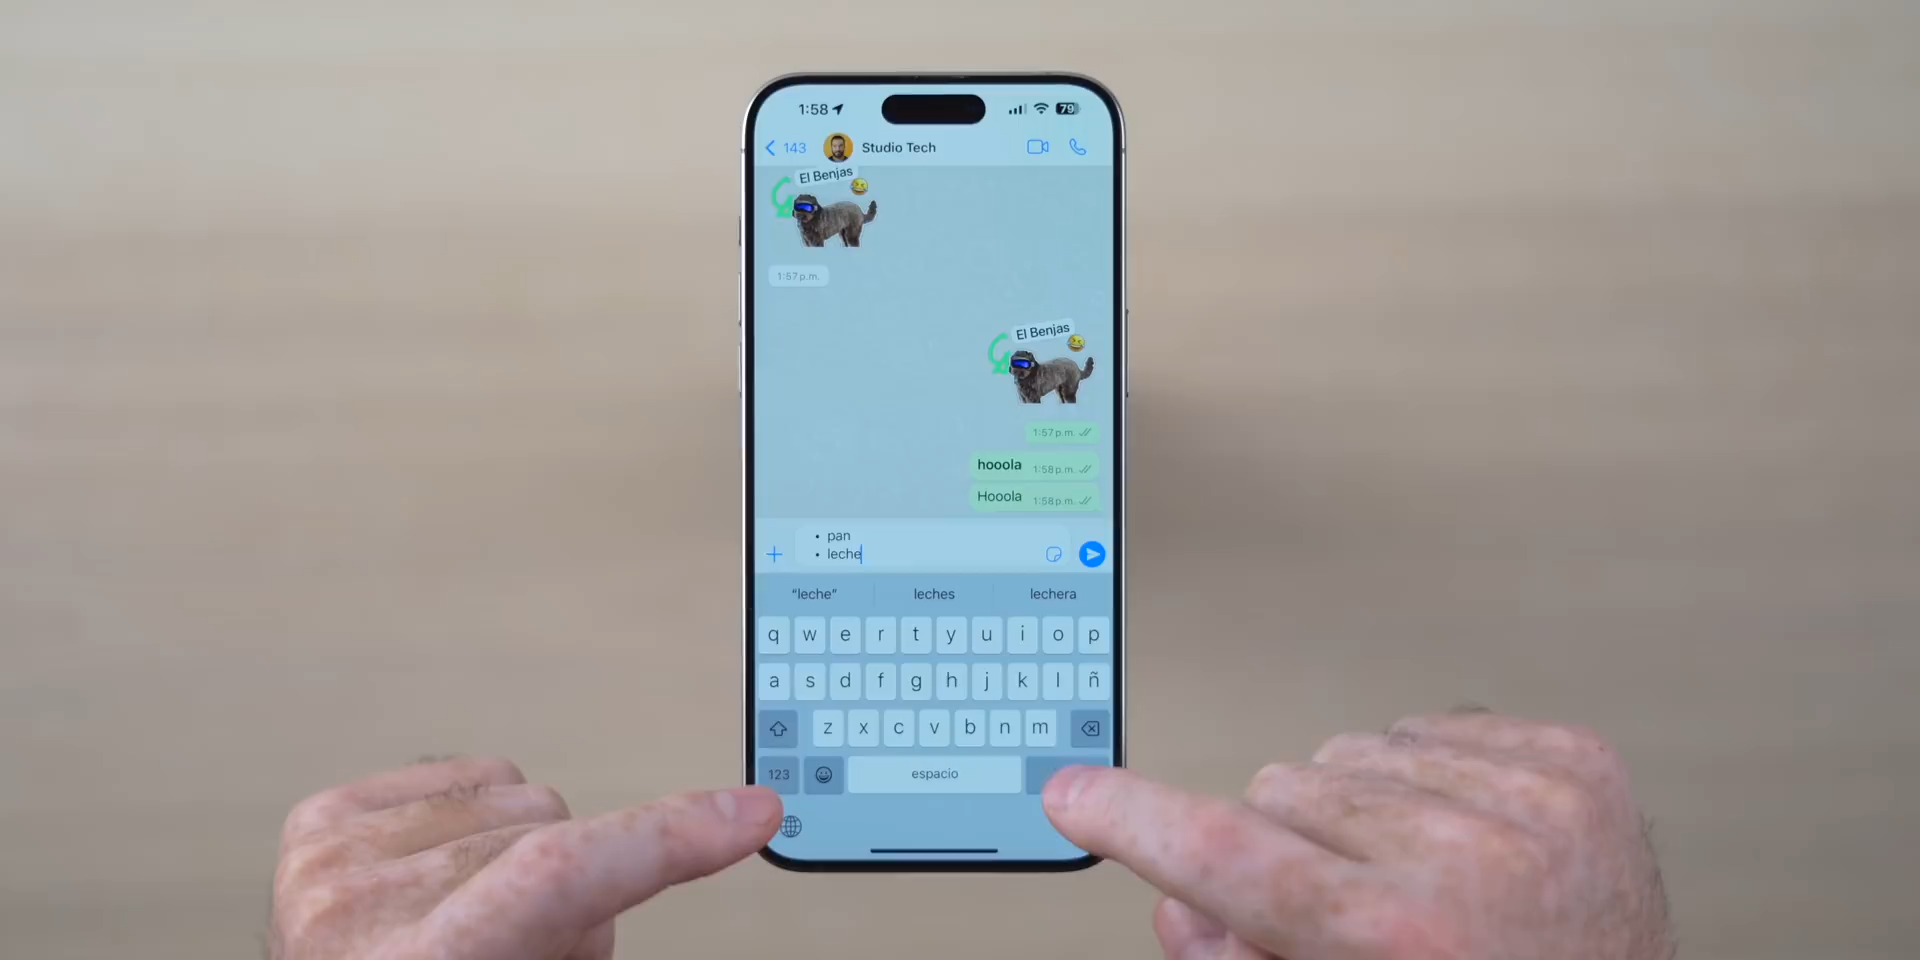 1:58
79
143
Studio Tech
El Benjas
1:57 p.m.
El Benjas
1:57 p.m.
hooola 1:58 p.m.
Hooola 1:58 p.m.
• pan
• leche
“leche” leches lechera
q w e r t y u i o p
a s d f g h j k l ñ
z x c v b n m
123 espacio